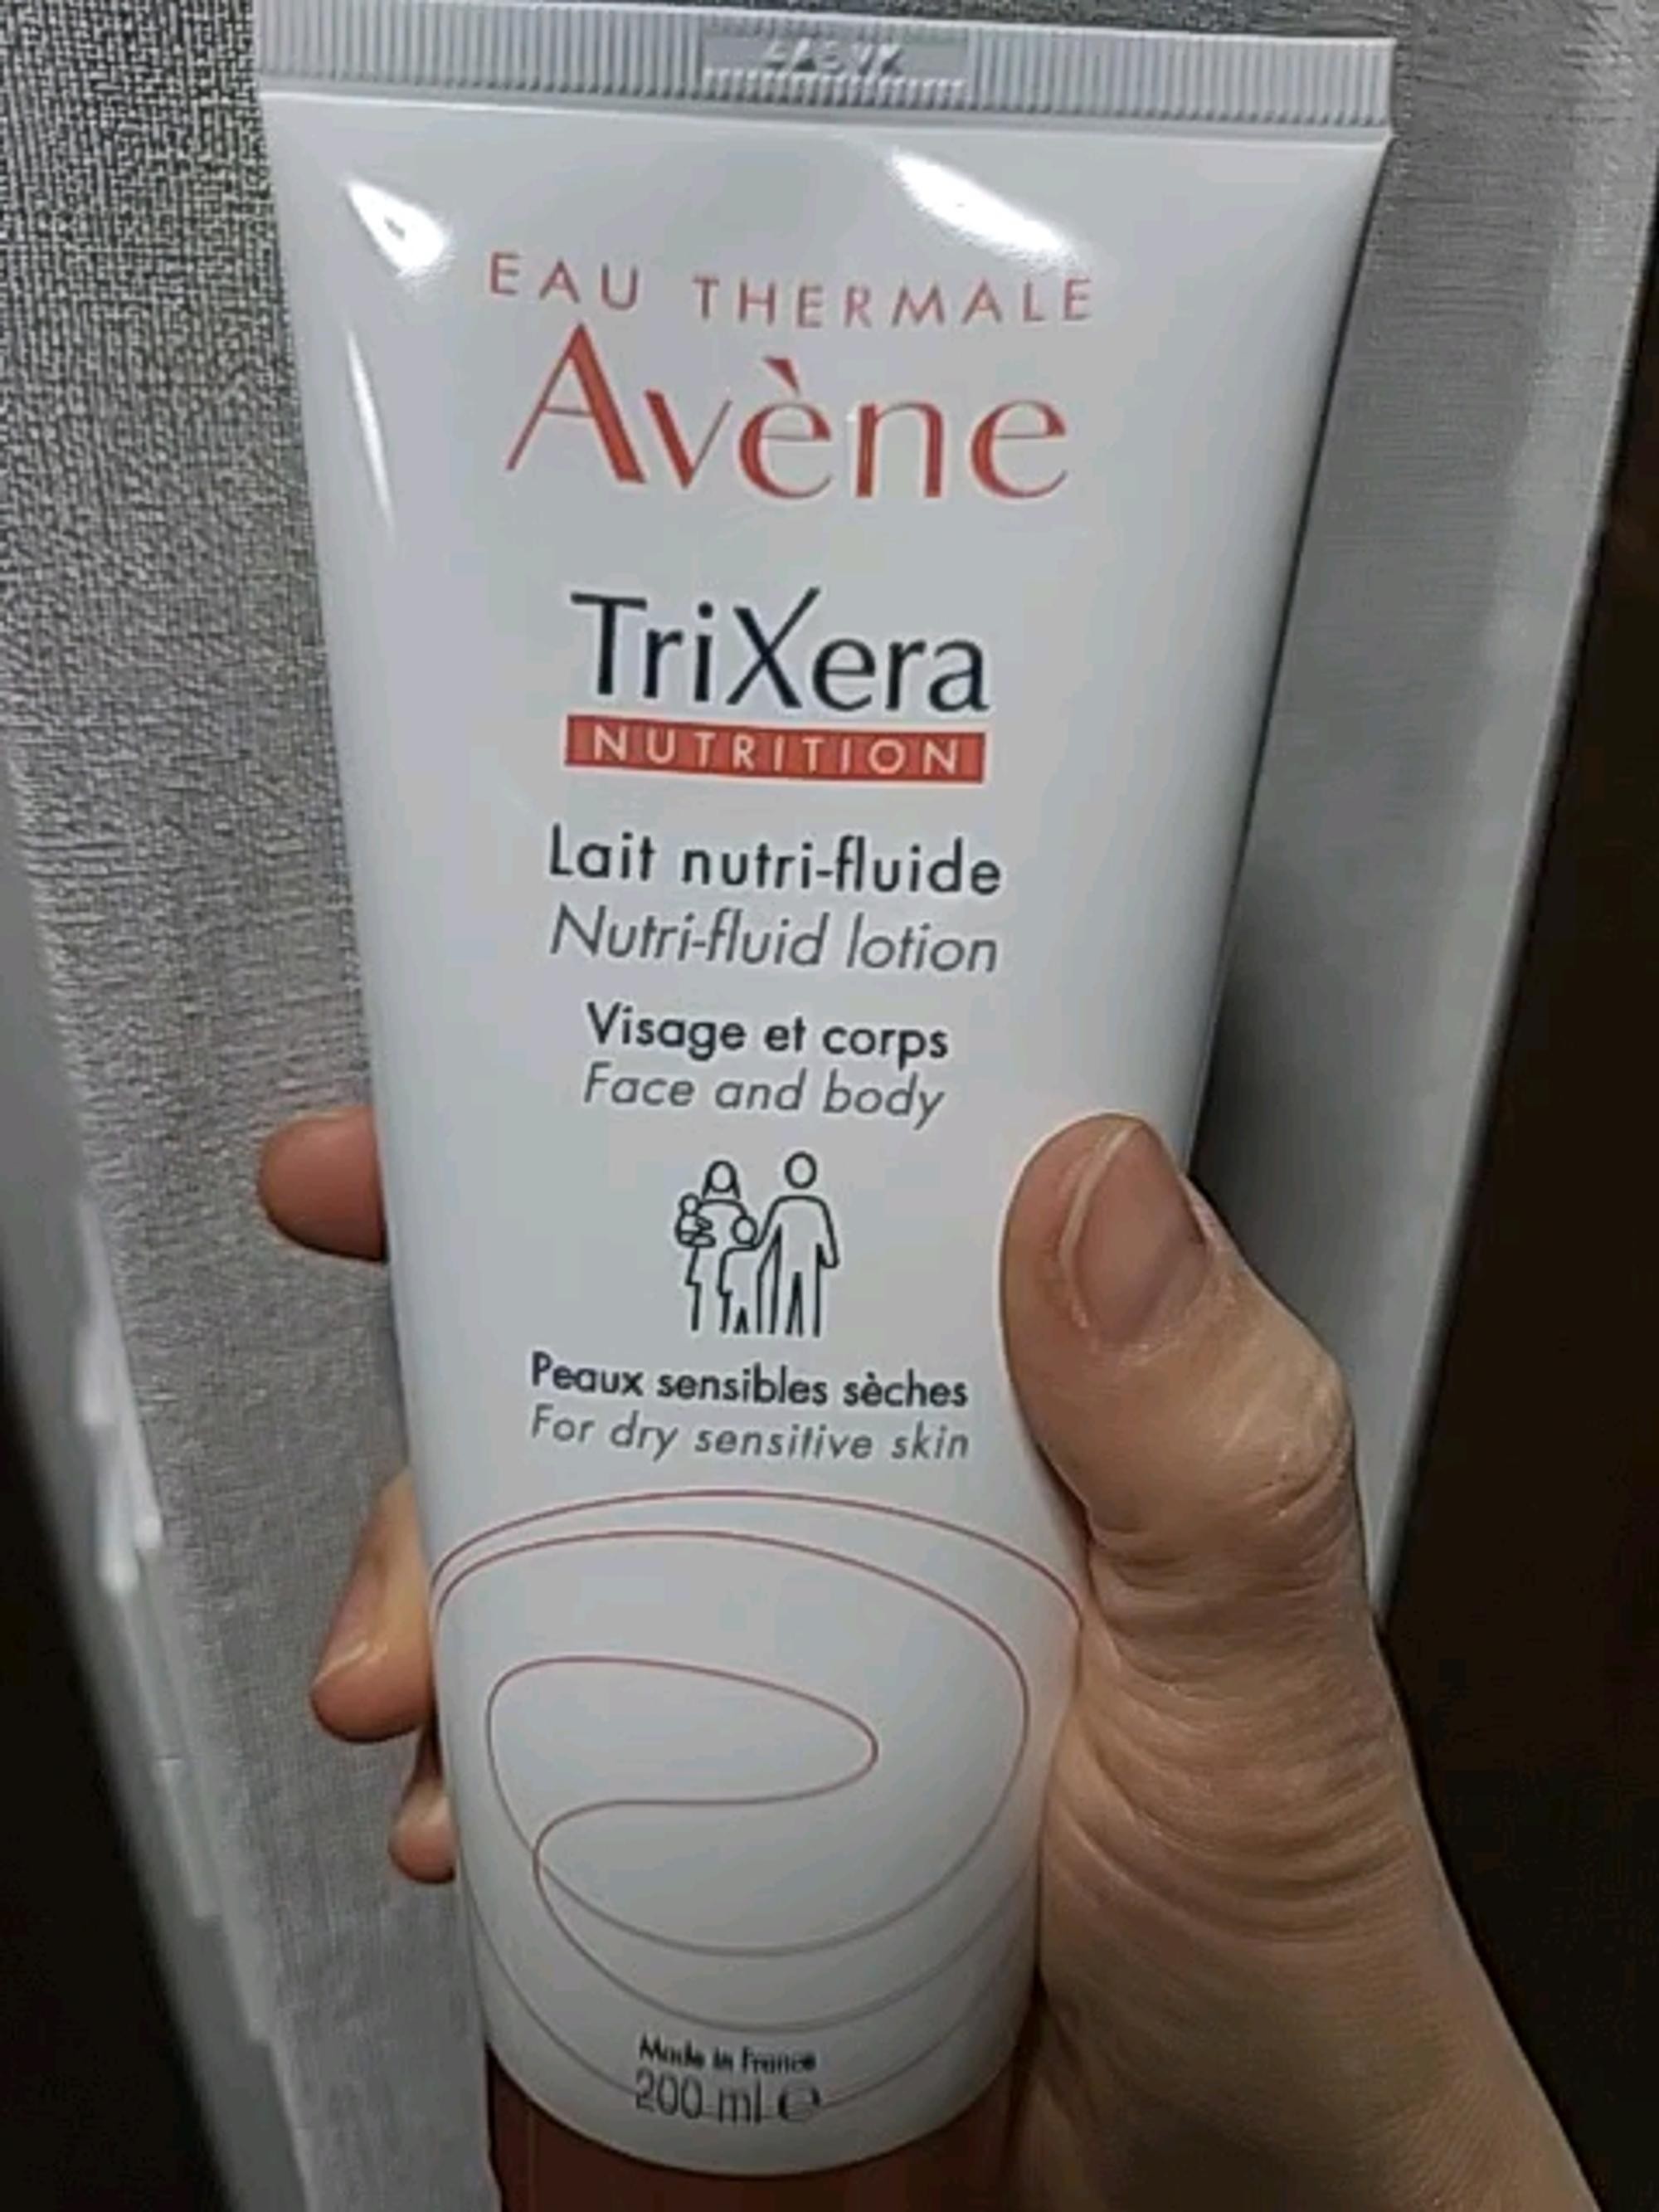 EAU THERMALE
Avène
TriXera
NUTRITION
Lait nutri-fluide
Nutri-fluid lotion
Visage et corps
Face and body
Peaux sensibles sèches
For dry sensitive skin
Made in France
200 ml e